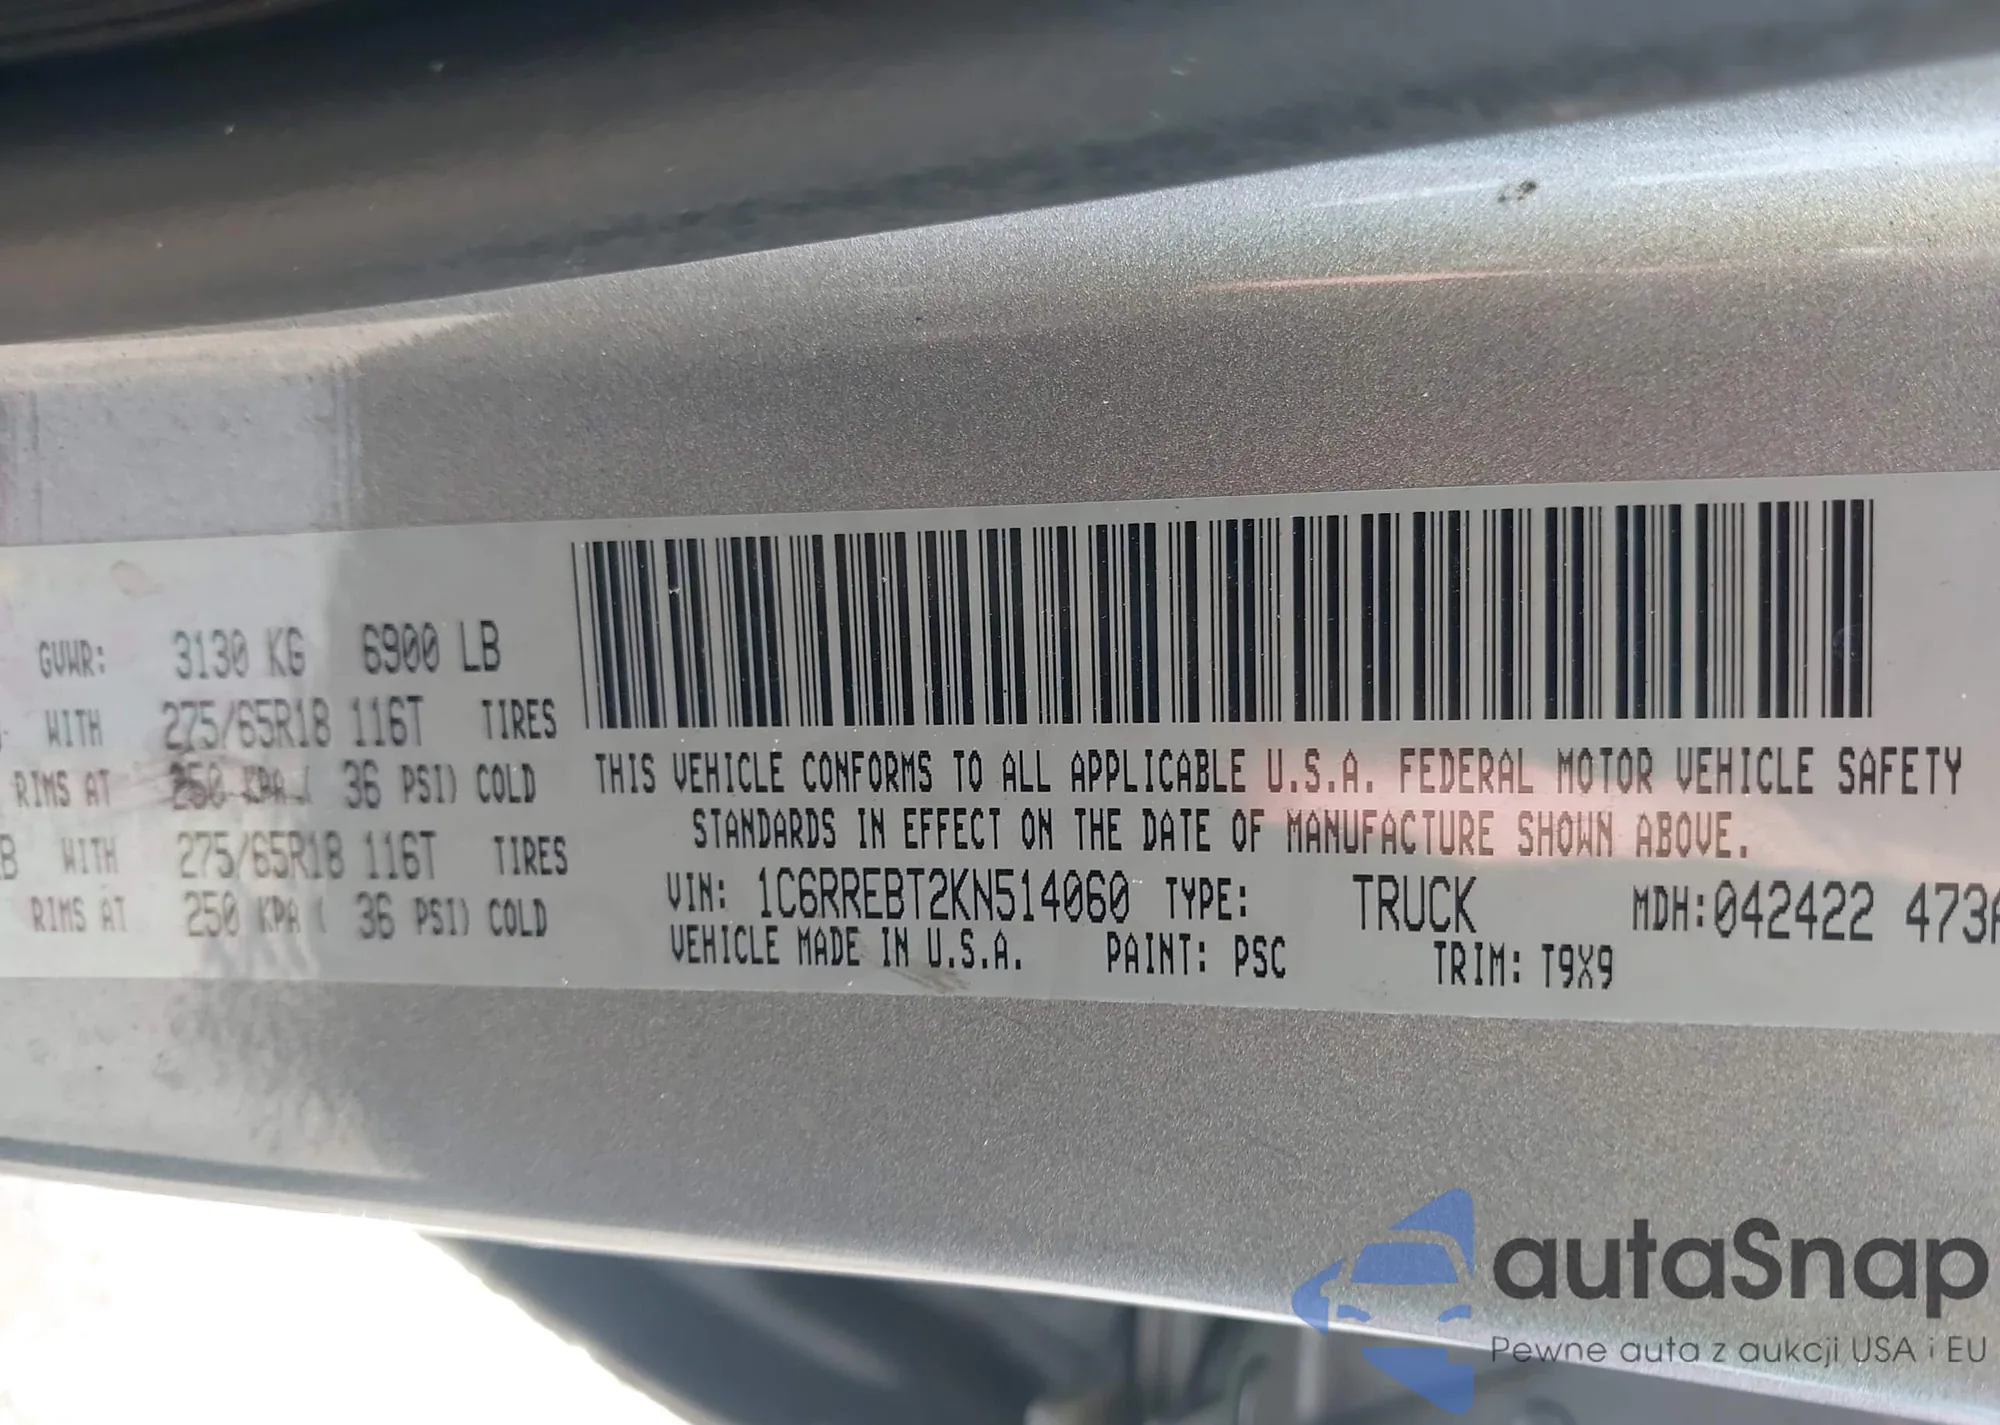 GVWR: 3130 KG 6900 LB
WITH 275/65R18 116T TIRES
RIMS AT 250 KPA ( 36 PSI) COLD
B WITH 275/65R18 116T TIRES
RIMS AT 250 KPA ( 36 PSI) COLD
THIS VEHICLE CONFORMS TO ALL APPLICABLE U.S.A. FEDERAL MOTOR VEHICLE SAFETY
STANDARDS IN EFFECT ON THE DATE OF MANUFACTURE SHOWN ABOVE.
VIN: 1C6RREBT2KN514060 TYPE: TRUCK MDH:042422 473A
VEHICLE MADE IN U.S.A. PAINT: PSC TRIM: T9X9
autaSnap
Pewne auta z aukcji USA i EU